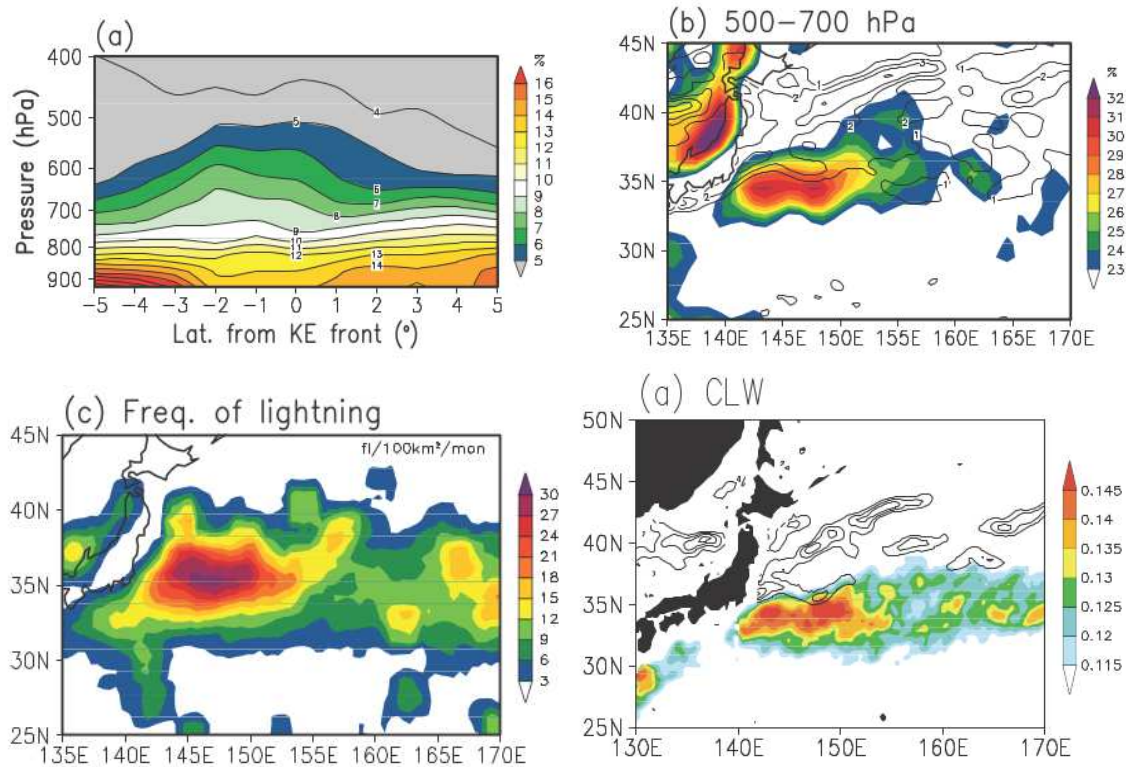 (a)
400
500
600
700
800
900
Pressure (hPa)
4
5
6
7
8
9
10
11
12
13
14
-5 -4 -3 -2 -1 0 1 2 3 4 5
Lat. from KE front (°)
%
16
15
14
13
12
11
10
9
8
7
6
5
(b) 500-700 hPa
45N
40N
35N
30N
25N
135E 140E 145E 150E 155E 160E 165E 170E
%
32
31
30
29
28
27
26
25
24
23
(c) Freq. of lightning
fl/100km²/mon
45N
40N
35N
30N
25N
135E 140E 145E 150E 155E 160E 165E 170E
30
27
24
21
18
15
12
9
6
3
(a) CLW
50N
45N
40N
35N
30N
25N
130E 140E 150E 160E 170E
0.145
0.14
0.135
0.13
0.125
0.12
0.115